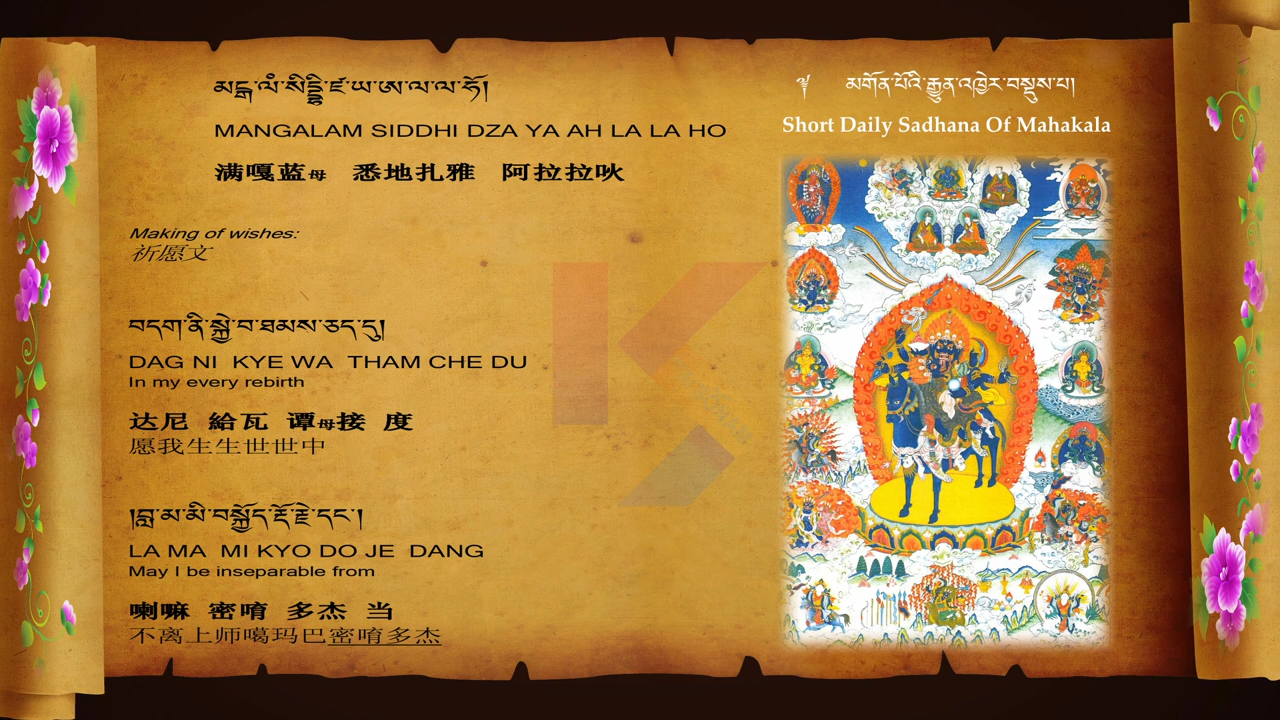 མངྒ་ལཾ་སིདྡྷི་ཛ་ཡ་ཨ་ལ་ལ་ཧོ།
MANGALAM SIDDHI DZA YA AH LA LA HO
满嘎蓝母 悉地扎雅 阿拉拉吙
Making of wishes:
祈愿文
བདག་ནི་སྐྱེ་བ་ཐམས་ཅད་དུ།
DAG NI KYE WA THAM CHE DU
In my every rebirth
达尼 給瓦 谭母接 度
愿我生生世世中
།བླ་མ་མི་བསྐྱོད་རྡོ་རྗེ་དང་།
LA MA MI KYO DO JE DANG
May I be inseparable from
喇嘛 密唷 多杰 当
不离上师噶玛巴密唷多杰
༄ མགོན་པོའི་རྒྱུན་འཁྱེར་བསྡུས་པ།
Short Daily Sadhana Of Mahakala